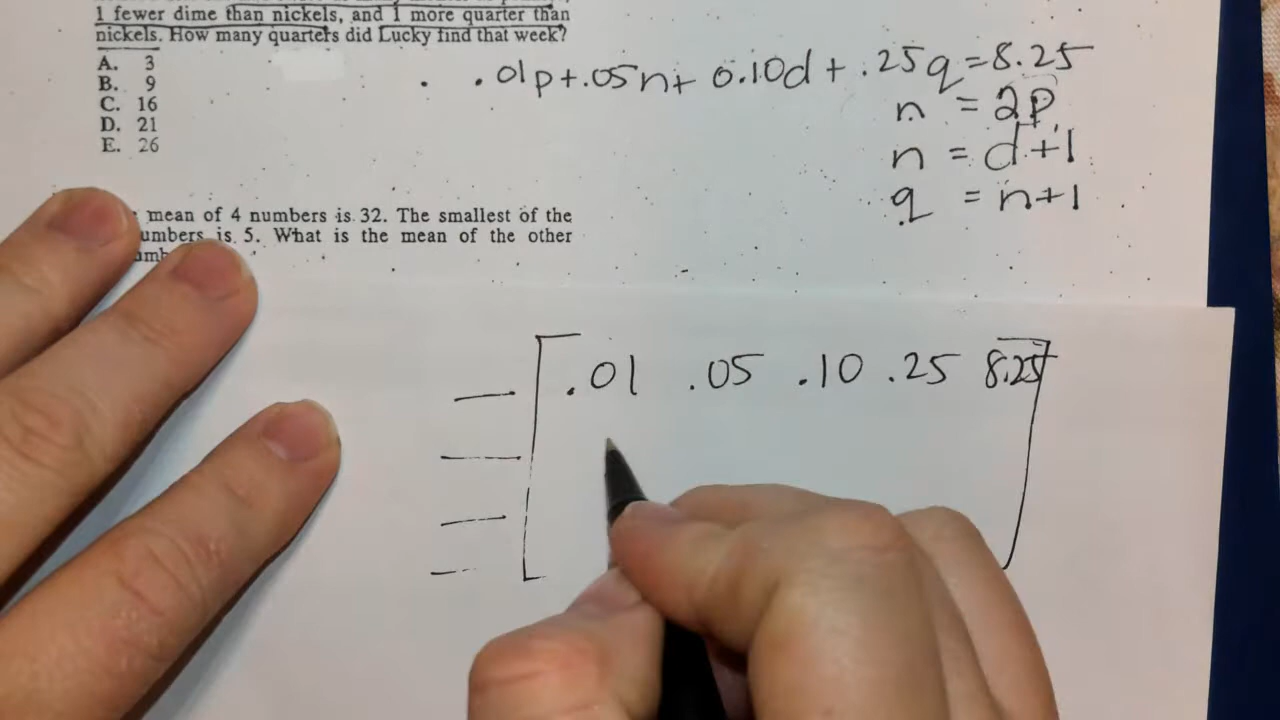 1 fewer dime than nickels, and 1 more quarter than
nickels. How many quarters did Lucky find that week?
A. 3
B. 9
C. 16
D. 21
E. 26
.01p+.05n+ 0.10d + .25q=8.25
n = 2p
n = d+1
q = n+1
mean of 4 numbers is 32. The smallest of the
umbers is 5. What is the mean of the other
.01 .05 .10 .25 8.25